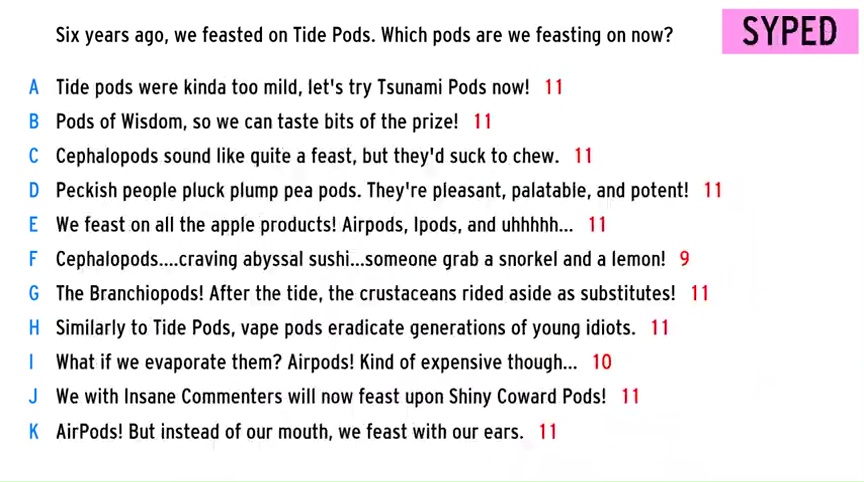 Six years ago, we feasted on Tide Pods. Which pods are we feasting on now?
SYPED
A Tide pods were kinda too mild, let's try Tsunami Pods now! 11
B Pods of Wisdom, so we can taste bits of the prize! 11
C Cephalopods sound like quite a feast, but they'd suck to chew. 11
D Peckish people pluck plump pea pods. They're pleasant, palatable, and potent! 11
E We feast on all the apple products! Airpods, Ipods, and uhhhhh... 11
F Cephalopods....craving abyssal sushi...someone grab a snorkel and a lemon! 9
G The Branchiopods! After the tide, the crustaceans rided aside as substitutes! 11
H Similarly to Tide Pods, vape pods eradicate generations of young idiots. 11
I What if we evaporate them? Airpods! Kind of expensive though... 10
J We with Insane Commenters will now feast upon Shiny Coward Pods! 11
K AirPods! But instead of our mouth, we feast with our ears. 11